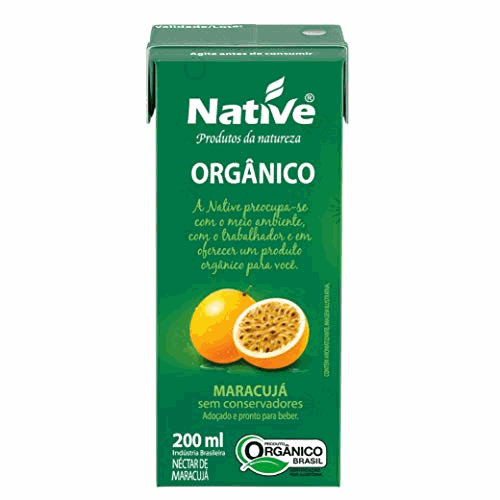 Validade/Lote:
Agite antes de consumir
Native®
Produtos da natureza
ORGÂNICO
A Native preocupa-se
com o meio ambiente,
com o trabalhador e em
oferecer um produto
orgânico para você.
MARACUJÁ
sem conservadores
Adoçado e pronto para beber.
200 ml
Indústria Brasileira
NÉCTAR DE
MARACUJÁ
PRODUTO
ORGÂNICO
BRASIL